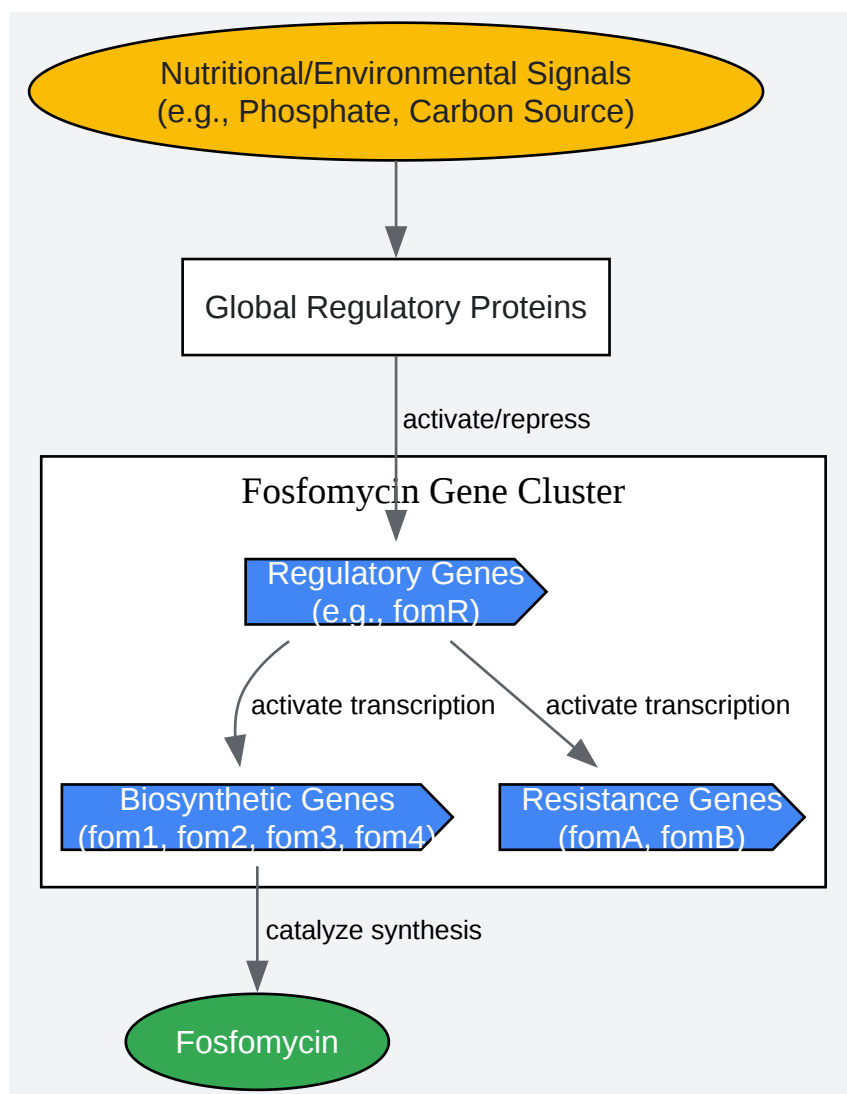 Nutritional/Environmental Signals
(e.g., Phosphate, Carbon Source)
Global Regulatory Proteins
activate/repress
Fosfomycin Gene Cluster
Regulatory Genes
(e.g., fomR)
activate transcription
activate transcription
Biosynthetic Genes
(fom1, fom2, fom3, fom4)
Resistance Genes
(fomA, fomB)
catalyze synthesis
Fosfomycin